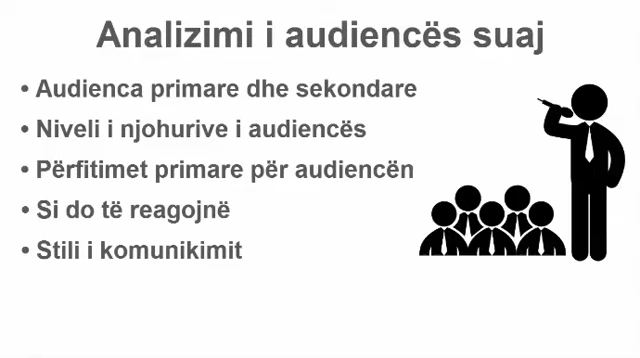 Analizimi i audiencës suaj
• Audienca primare dhe sekondare
• Niveli i njohurive i audiencës
• Përfitimet primare për audiencën
• Si do të reagojnë
• Stili i komunikimit